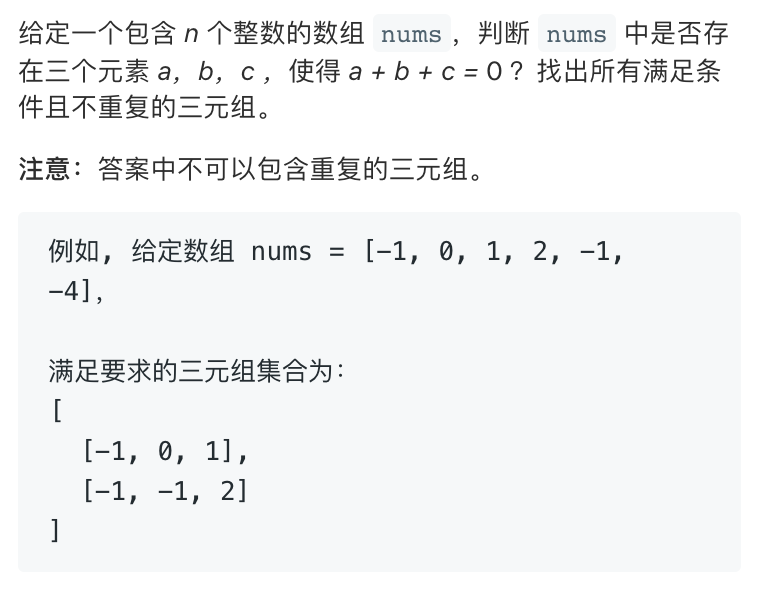 给定一个包含 n 个整数的数组 nums，判断 nums 中是否存
在三个元素 a，b，c ，使得 a + b + c = 0 ？找出所有满足条
件且不重复的三元组。
注意：答案中不可以包含重复的三元组。
例如, 给定数组 nums = [-1, 0, 1, 2, -1,
-4]，
满足要求的三元组集合为：
[
[-1, 0, 1],
[-1, -1, 2]
]